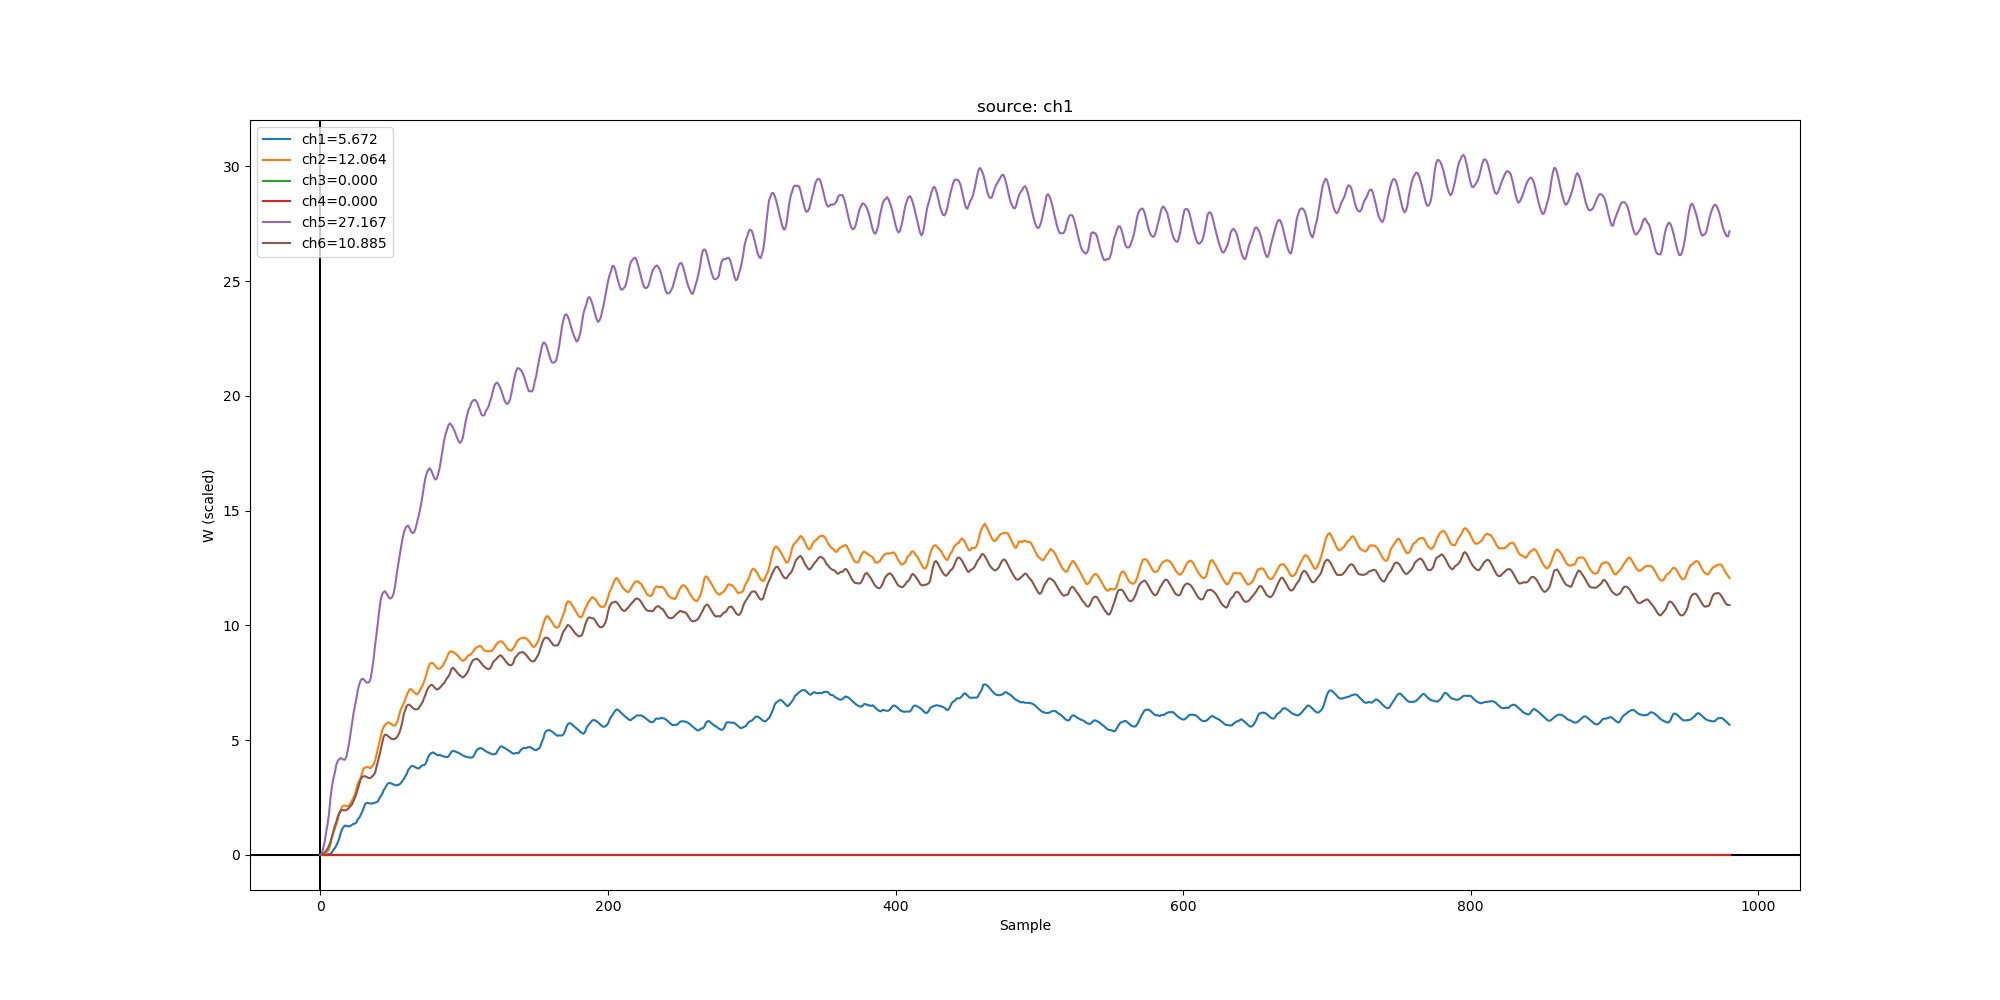 source: ch1
ch1=5.672
ch2=12.064
ch3=0.000
ch4=0.000
ch5=27.167
ch6=10.885
30
25
20
15
10
5
0
W (scaled)
0 200 400 600 800 1000
Sample